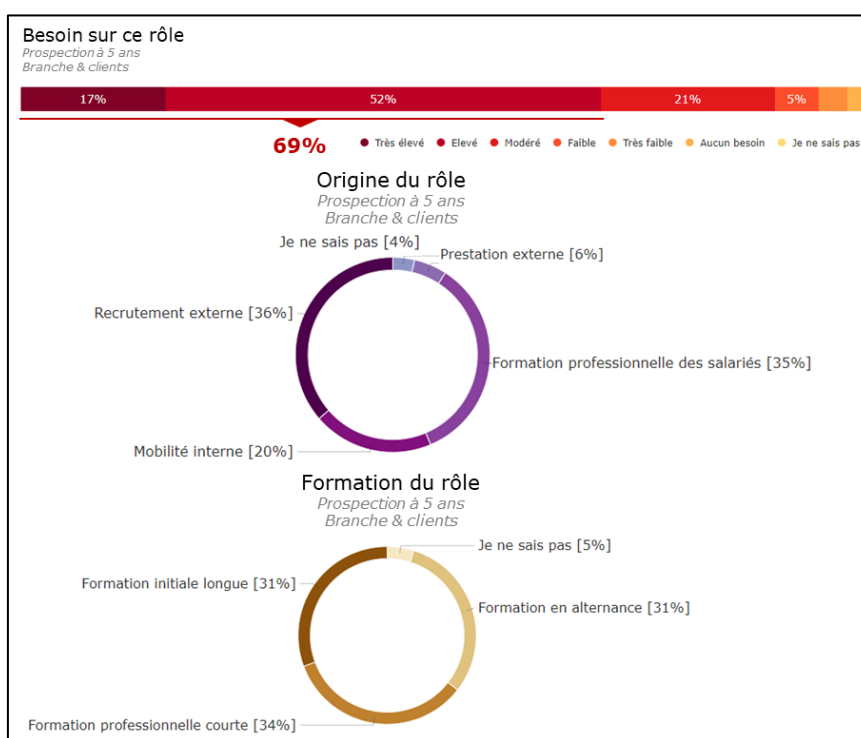 Besoin sur ce rôle
Prospection à 5 ans
Branche & clients
17% 52% 21% 5%
69% Très élevé Elevé Modéré Faible Très faible Aucun besoin Je ne sais pas
Origine du rôle
Prospection à 5 ans
Branche & clients
Je ne sais pas [4%]
Prestation externe [6%]
Recrutement externe [36%]
Formation professionnelle des salariés [35%]
Mobilité interne [20%]
Formation du rôle
Prospection à 5 ans
Branche & clients
Je ne sais pas [5%]
Formation initiale longue [31%]
Formation en alternance [31%]
Formation professionnelle courte [34%]